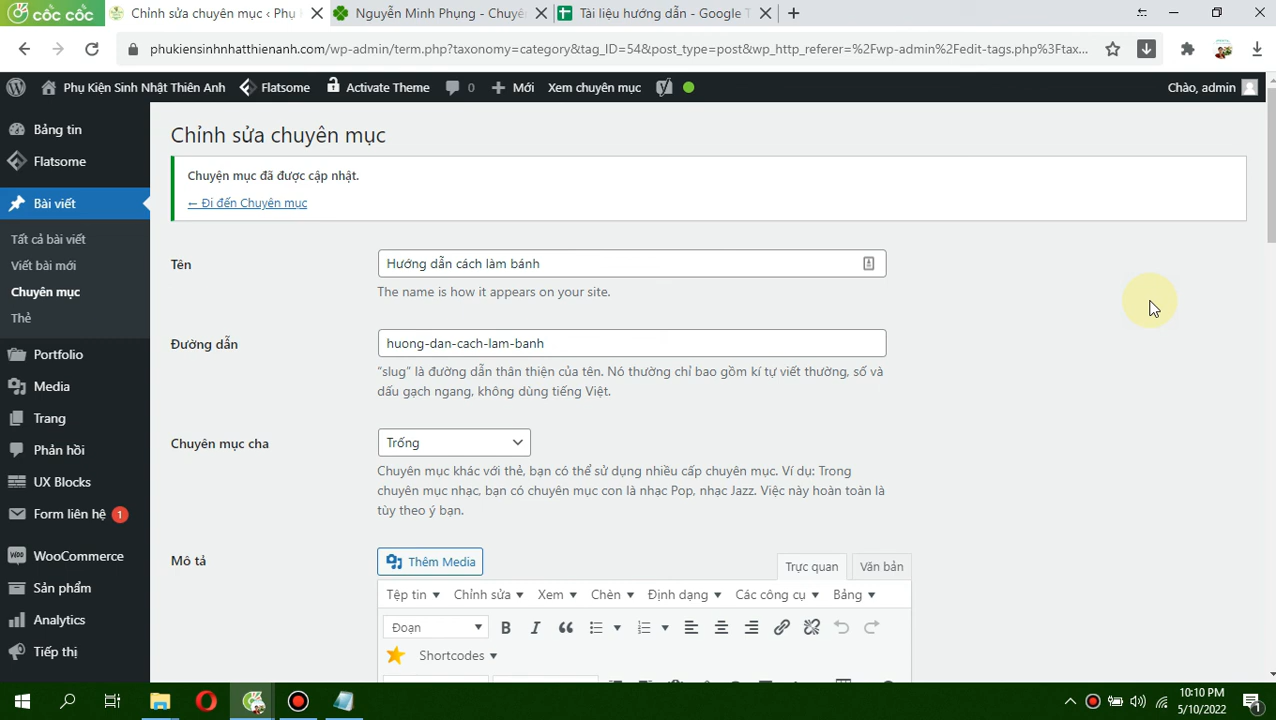 cốc cốc
Chỉnh sửa chuyên mục ‹ Phụ
Nguyễn Minh Phụng - Chuyê
Tài liệu hướng dẫn - Google T
phukiensinhnhatthienanh.com/wp-admin/term.php?taxonomy=category&tag_ID=54&post_type=post&wp_http_referer=%2Fwp-admin%2Fedit-tags.php%3Ftax...
Phụ Kiện Sinh Nhật Thiên Anh
Flatsome
Activate Theme
0
Mới
Xem chuyên mục
Chào, admin
Bảng tin
Flatsome
Bài viết
Tất cả bài viết
Viết bài mới
Chuyên mục
Thẻ
Portfolio
Media
Trang
Phản hồi
UX Blocks
Form liên hệ 1
WooCommerce
Sản phẩm
Analytics
Tiếp thị
Chỉnh sửa chuyên mục
Chuyện mục đã được cập nhật.
← Đi đến Chuyên mục
Tên
Hướng dẫn cách làm bánh
The name is how it appears on your site.
Đường dẫn
huong-dan-cach-lam-banh
“slug” là đường dẫn thân thiện của tên. Nó thường chỉ bao gồm kí tự viết thường, số và
dấu gạch ngang, không dùng tiếng Việt.
Chuyên mục cha
Trống
Chuyên mục khác với thẻ, bạn có thể sử dụng nhiều cấp chuyên mục. Ví dụ: Trong
chuyên mục nhạc, bạn có chuyên mục con là nhạc Pop, nhạc Jazz. Việc này hoàn toàn là
tùy theo ý bạn.
Mô tả
Thêm Media
Trực quan
Văn bản
Tệp tin
Chỉnh sửa
Xem
Chèn
Định dạng
Các công cụ
Bảng
Đoạn
B
I
Shortcodes
10:10 PM
5/10/2022
1